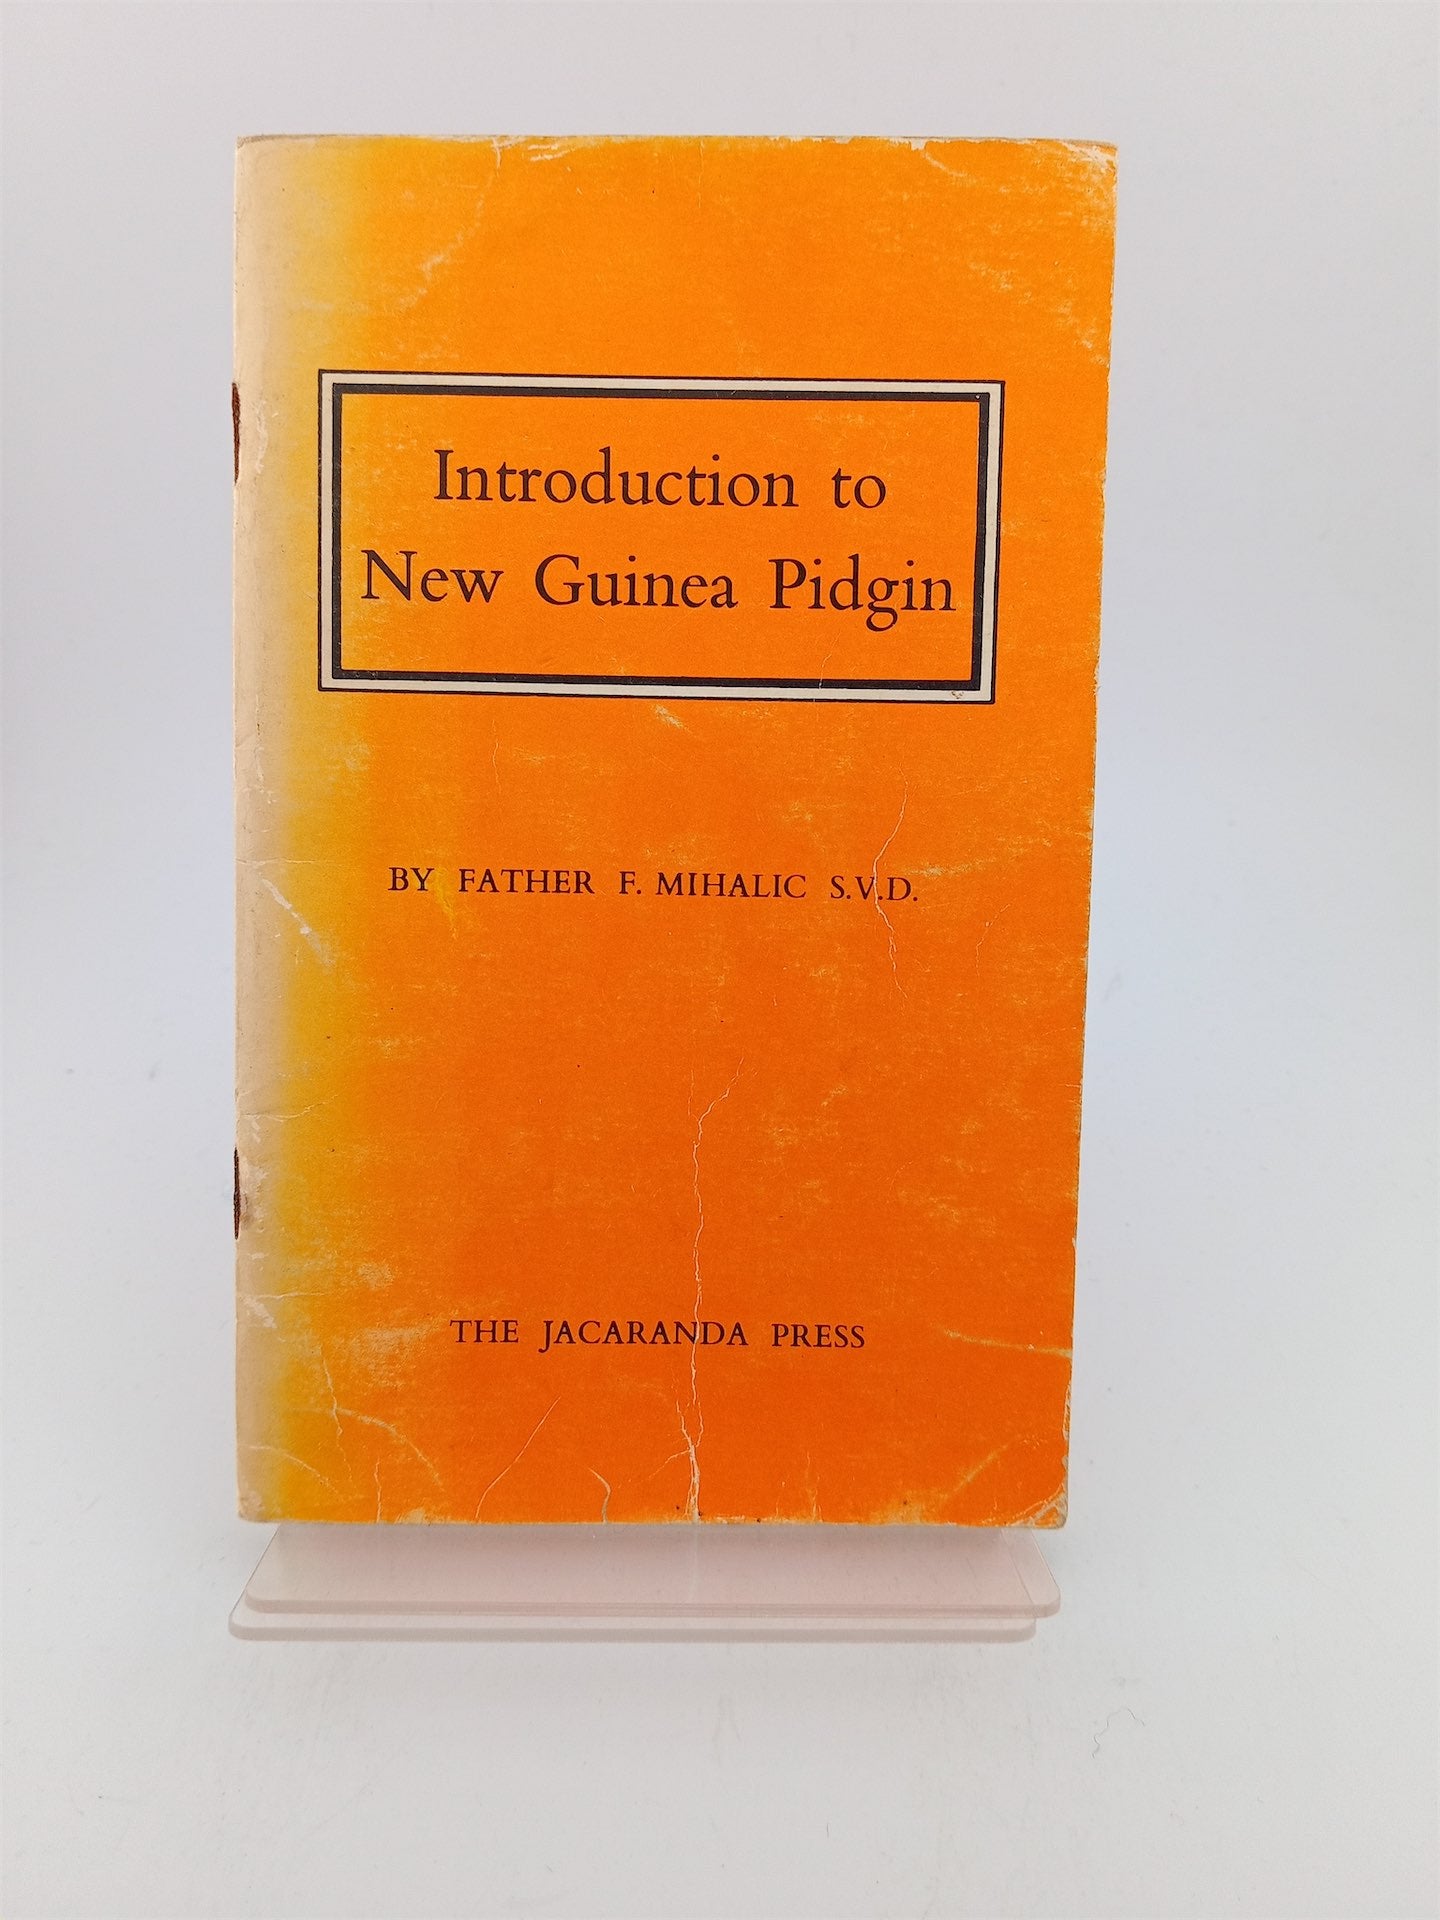 Introduction to
New Guinea Pidgin
BY FATHER F. MIHALIC S.V.D.
THE JACARANDA PRESS